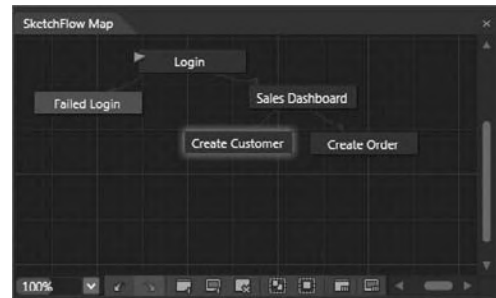 SketchFlow Map
Login
Failed Login
Sales Dashboard
Create Customer
Create Order
100%